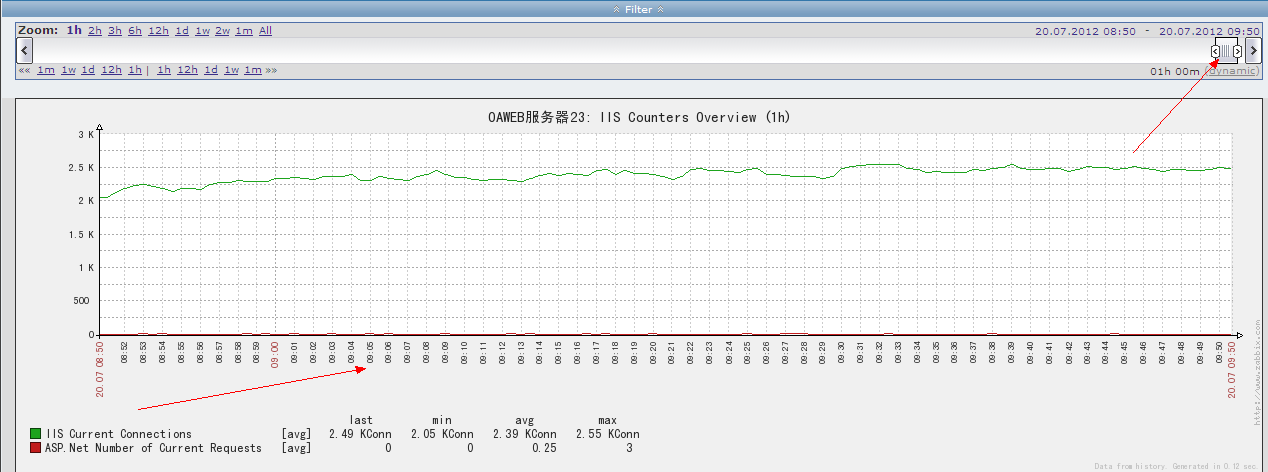 Filter
Zoom: 1h 2h 3h 6h 12h 1d 1w 2w 1m All
20.07.2012 08:50 - 20.07.2012 09:50
«« 1m 1w 1d 12h 1h | 1h 12h 1d 1w 1m »»
01h 00m (dynamic)
OAWEB服务器23: IIS Counters Overview (1h)
3 K
2.5 K
2 K
1.5 K
1 K
500
0
20.07 08:50 08:52 08:53 08:54 08:55 08:56 08:57 08:58 08:59 09:00 09:01 09:02 09:03 09:04 09:05 09:06 09:07 09:08 09:09 09:10 09:11 09:12 09:13 09:14 09:15 09:16 09:17 09:18 09:19 09:20 09:21 09:22 09:23 09:24 09:25 09:26 09:27 09:28 09:29 09:30 09:31 09:32 09:33 09:34 09:35 09:36 09:37 09:38 09:39 09:40 09:41 09:42 09:43 09:44 09:45 09:46 09:47 09:48 09:49 09:50 20.07 09:50
http://www.zabbix.com
last min avg max
IIS Current Connections [avg] 2.49 KConn 2.05 KConn 2.39 KConn 2.55 KConn
ASP.Net Number of Current Requests [avg] 0 0 0.25 3
Data from history. Generated in 0.12 sec.